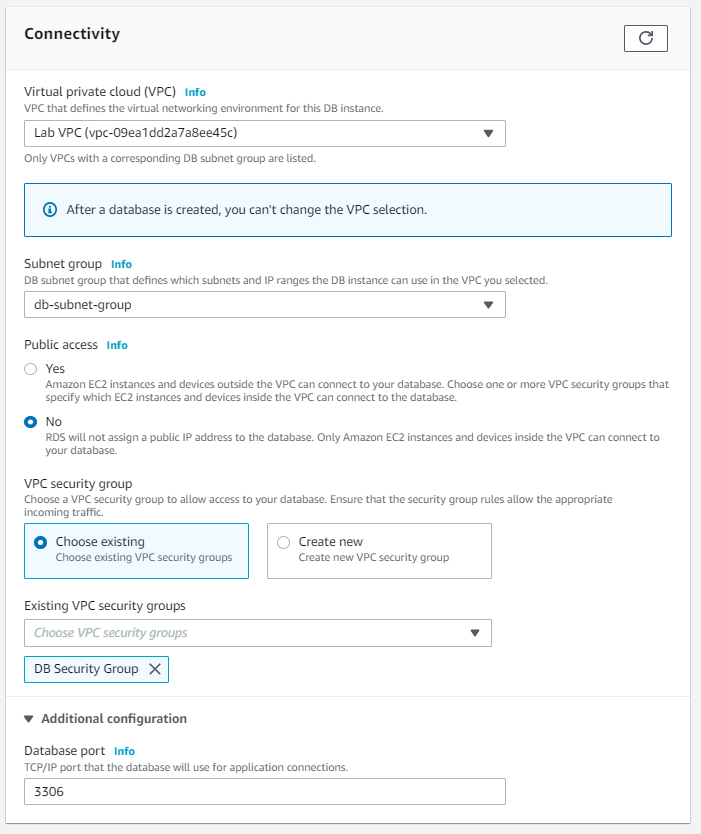 Connectivity
Virtual private cloud (VPC) Info
VPC that defines the virtual networking environment for this DB instance.
Lab VPC (vpc-09ea1dd2a7a8ee45c)
Only VPCs with a corresponding DB subnet group are listed.
After a database is created, you can't change the VPC selection.
Subnet group Info
DB subnet group that defines which subnets and IP ranges the DB instance can use in the VPC you selected.
db-subnet-group
Public access Info
Yes
Amazon EC2 instances and devices outside the VPC can connect to your database. Choose one or more VPC security groups that
specify which EC2 instances and devices inside the VPC can connect to the database.
No
RDS will not assign a public IP address to the database. Only Amazon EC2 instances and devices inside the VPC can connect to
your database.
VPC security group
Choose a VPC security group to allow access to your database. Ensure that the security group rules allow the appropriate
incoming traffic.
Choose existing
Choose existing VPC security groups
Create new
Create new VPC security group
Existing VPC security groups
Choose VPC security groups
DB Security Group
Additional configuration
Database port Info
TCP/IP port that the database will use for application connections.
3306